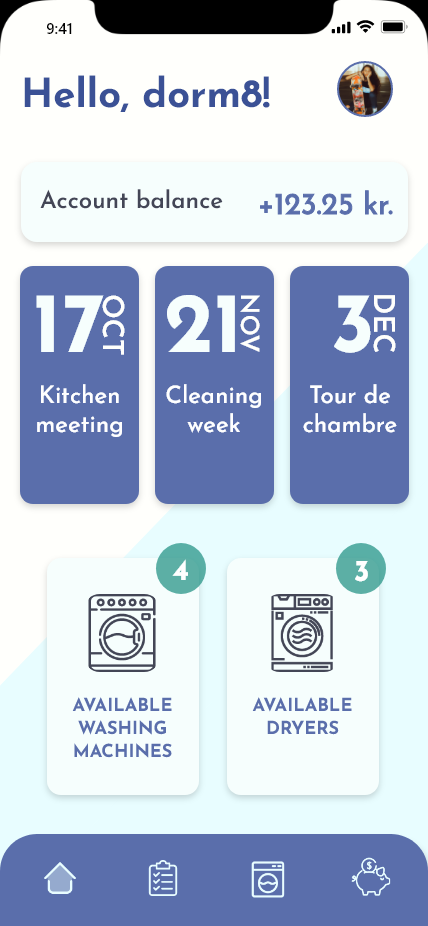 9:41
Hello, dorm8!
Account balance +123.25 kr.
17 OCT
Kitchen
meeting
21 NOV
Cleaning
week
3 DEC
Tour de
chambre
4
AVAILABLE
WASHING
MACHINES
3
AVAILABLE
DRYERS
$